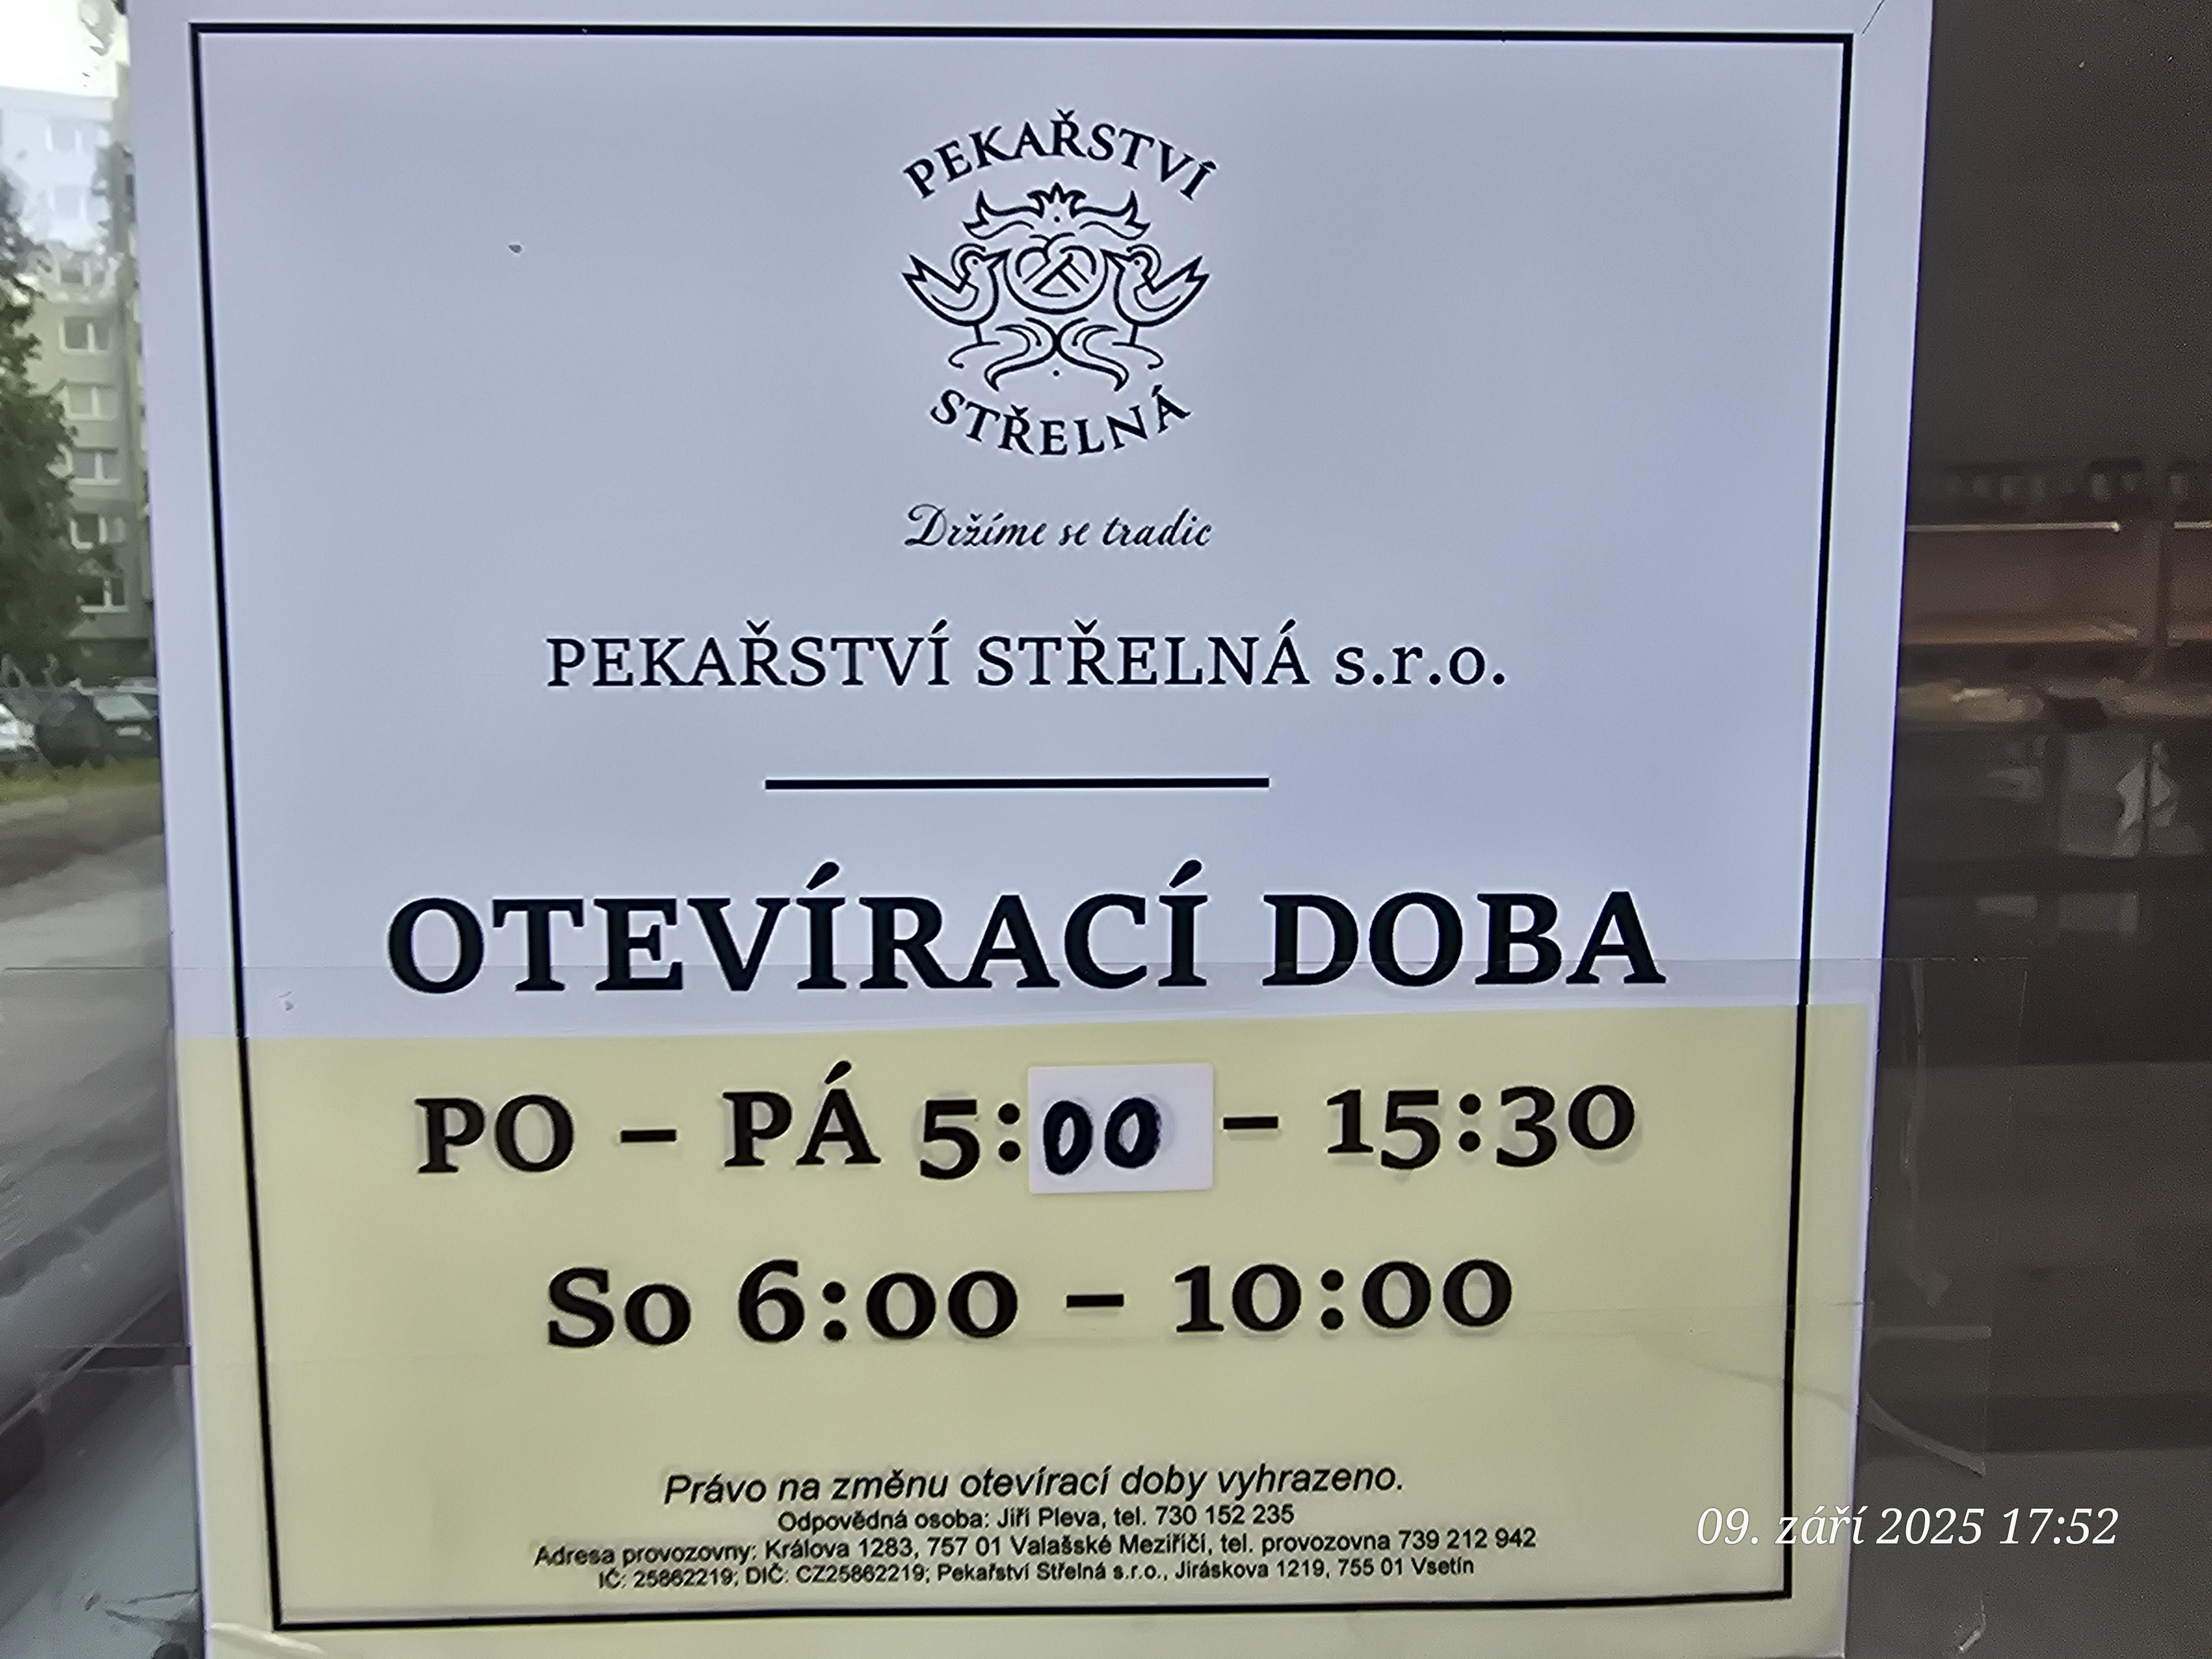 PEKAŘSTVÍ
STŘELNÁ
Držíme se tradic
PEKAŘSTVÍ STŘELNÁ s.r.o.
OTEVÍRACÍ DOBA
PO – PÁ 5:00 – 15:30
So 6:00 – 10:00
Právo na změnu otevírací doby vyhrazeno.
Odpovědná osoba: Jiří Pleva, tel. 730 152 235
Adresa provozovny: Králova 1283, 757 01 Valašské Meziříčí, tel. provozovna 739 212 942
IČ: 25862219; DIČ: CZ25862219; Pekařství Střelná s.r.o., Jiráskova 1219, 755 01 Vsetín
09. září 2025 17:52